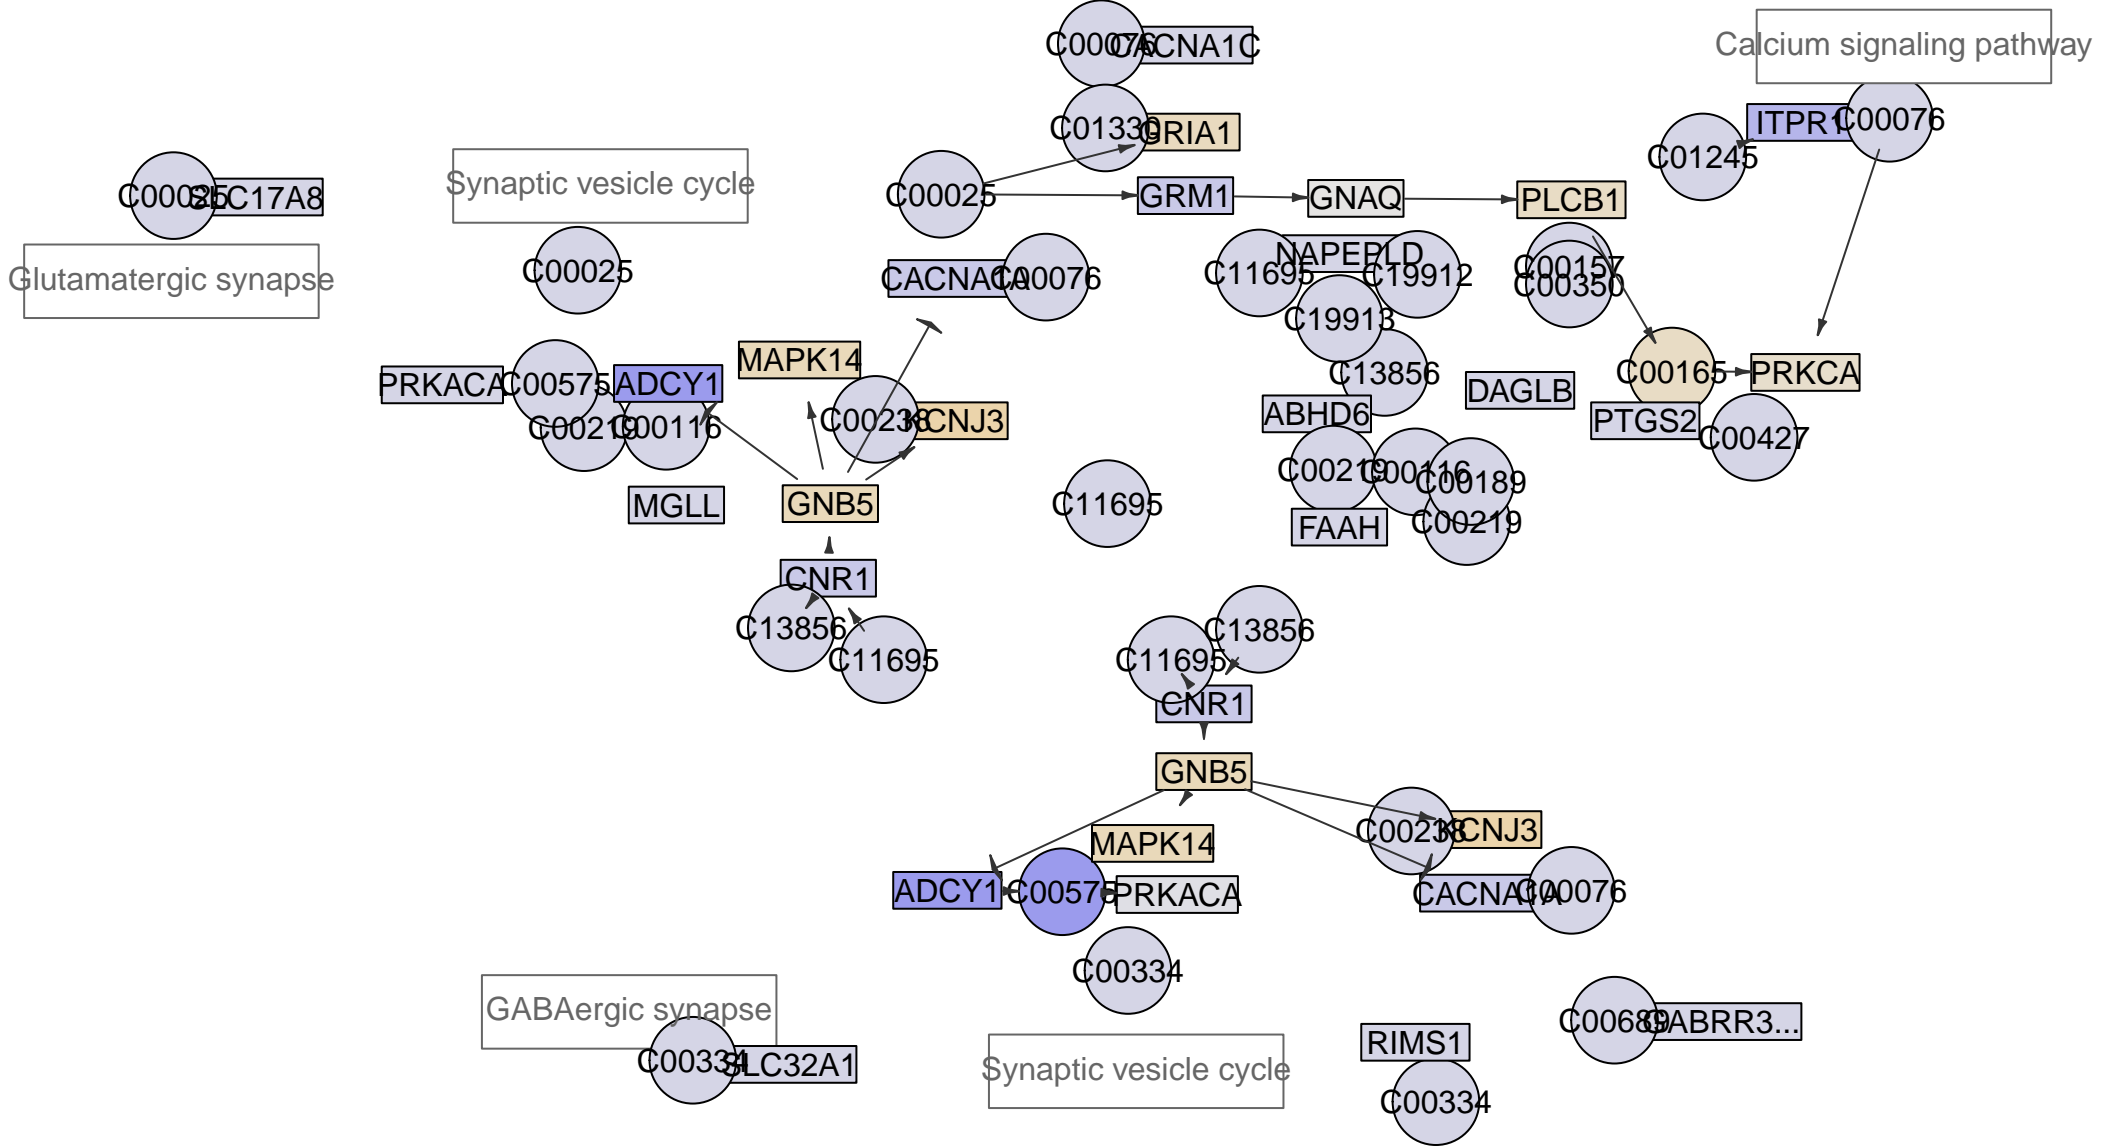 C00076
CACNA1C
Calcium signaling pathway
C01330
GRIA1
ITPR1
C00076
C01245
C00025
SLC17A8
Synaptic vesicle cycle
C00025
GRM1
GNAQ
PLCB1
Glutamatergic synapse
C00025
CACNA1A
C00076
C11695
NAPEPLD
C19912
C00157
C00350
C19913
MAPK14
PRKACA
C00575
ADCY1
C13856
C00165
PRKCA
DAGLB
C00219
C00116
C00238
KCNJ3
ABHD6
PTGS2
C00427
MGLL
GNB5
C11695
C00219
C00116
C00189
C00219
FAAH
CNR1
C13856
C11695
C11695
C13856
CNR1
GNB5
MAPK14
C00238
KCNJ3
ADCY1
C00575
PRKACA
CACNA1A
C00076
C00334
GABAergic synapse
C00334
SLC32A1
Synaptic vesicle cycle
RIMS1
C00334
C00689
GABRR3...